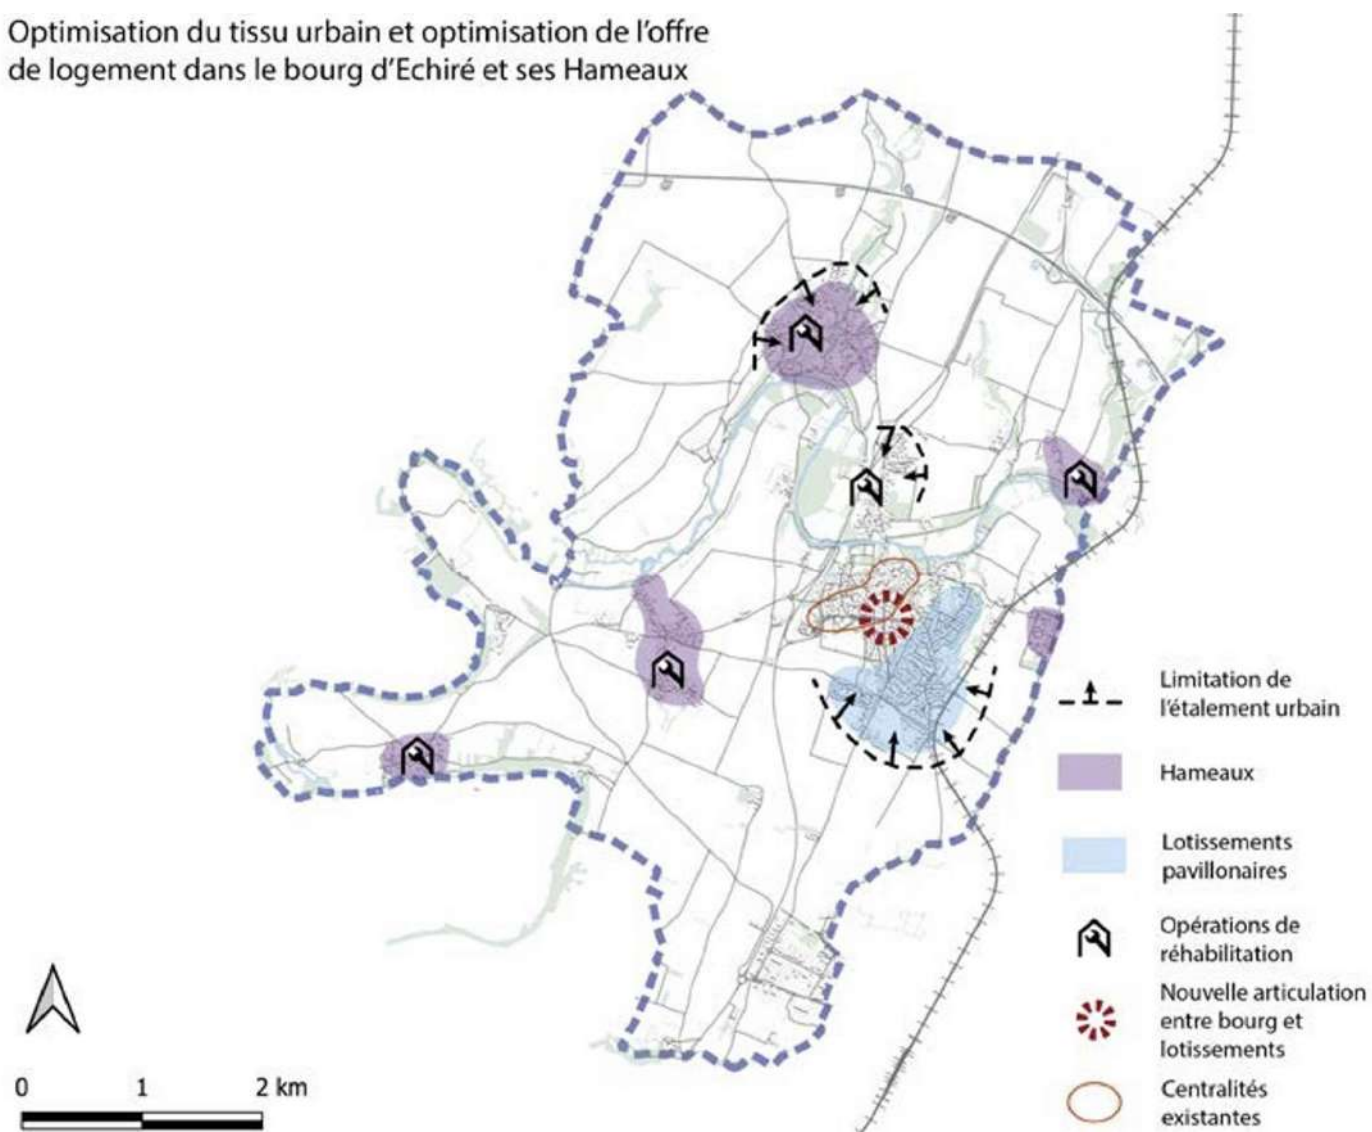 Optimisation du tissu urbain et optimisation de l'offre
de logement dans le bourg d'Echiré et ses Hameaux
Limitation de
l'étalement urbain
Hameaux
Lotissements
pavillonaires
Opérations de
réhabilitation
Nouvelle articulation
entre bourg et
lotissements
Centralités
existantes
0 1 2 km